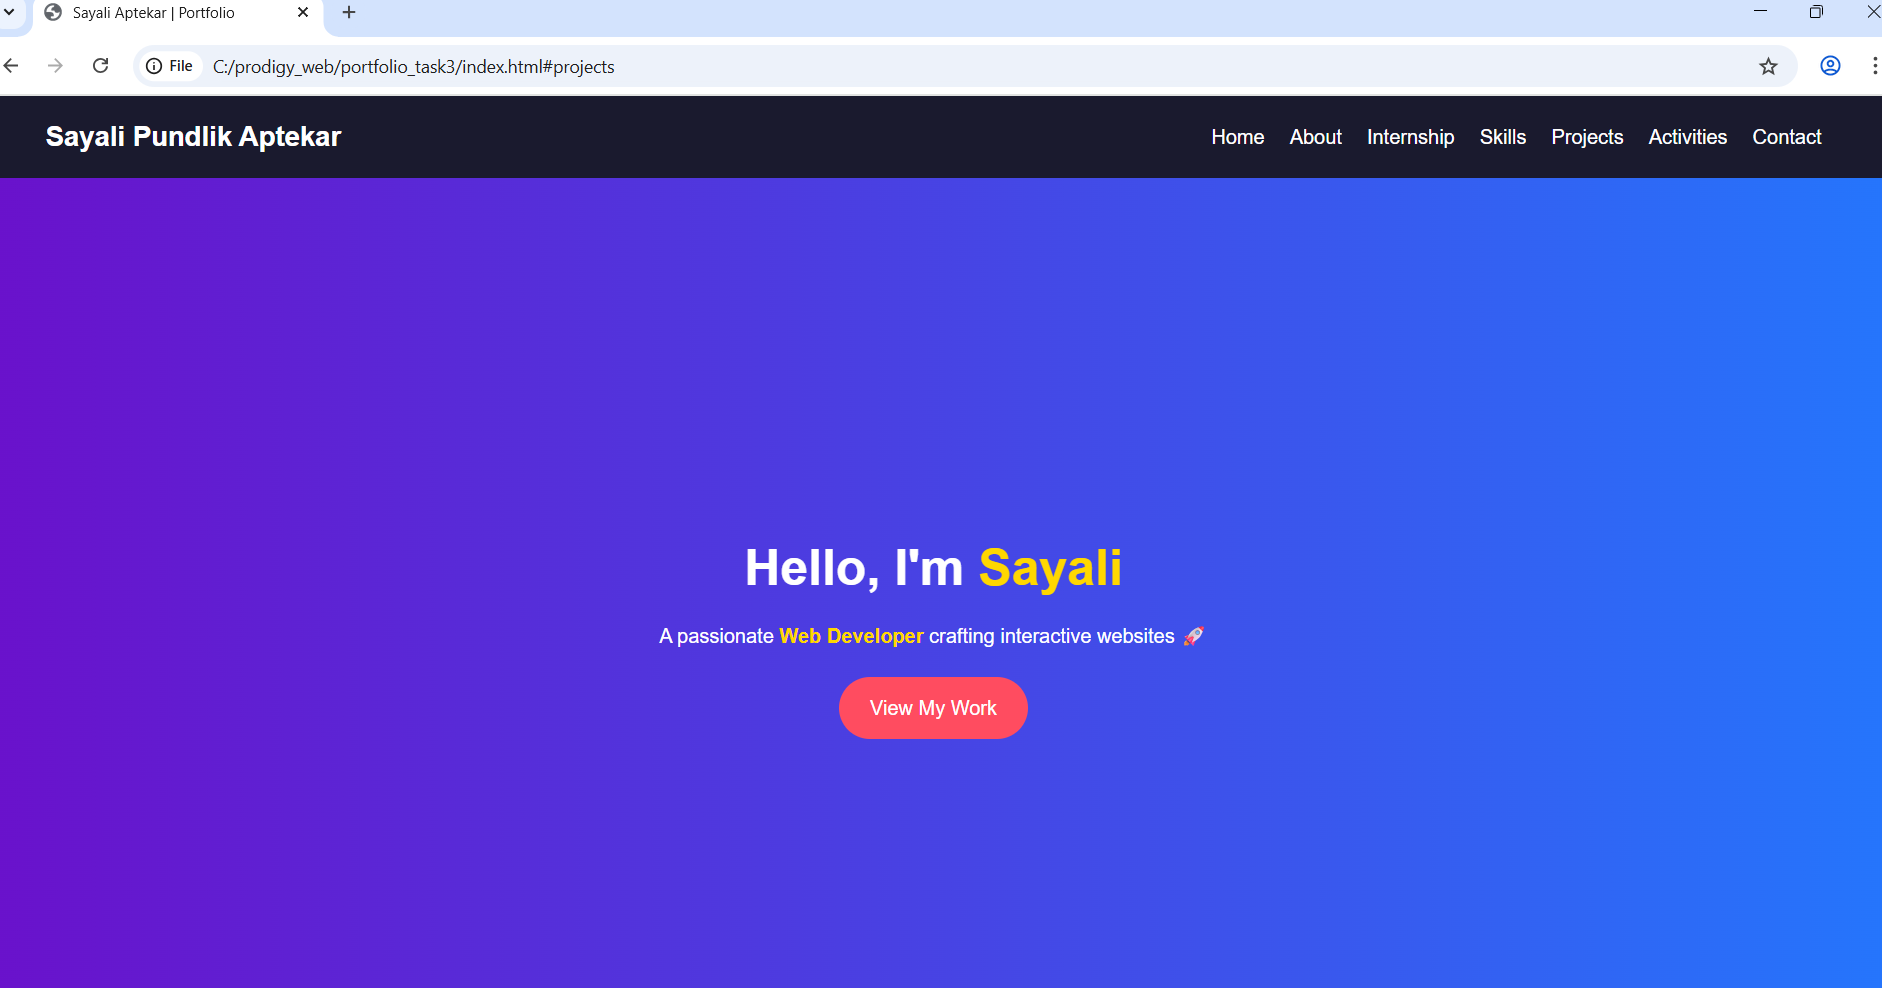 Sayali Aptekar | Portfolio
File C:/prodigy_web/portfolio_task3/index.html#projects
Sayali Pundlik Aptekar Home About Internship Skills Projects Activities Contact
Hello, I'm Sayali
A passionate Web Developer crafting interactive websites 🚀
View My Work